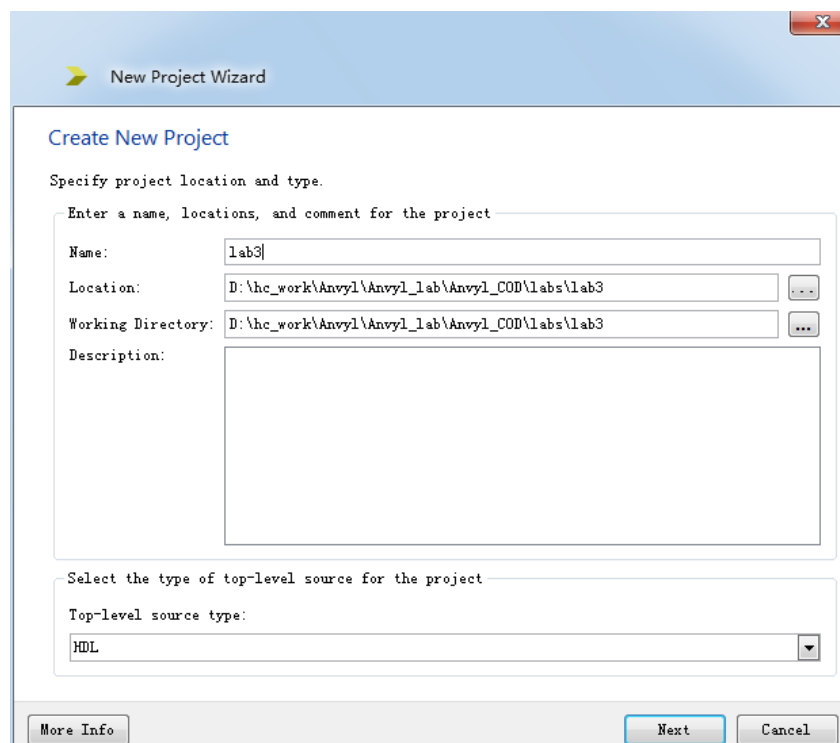 New Project Wizard
Create New Project
Specify project location and type.
Enter a name, locations, and comment for the project
Name: lab3
Location: D:\hc_work\Anvyl\Anvyl_lab\Anvyl_COD\labs\lab3 ...
Working Directory: D:\hc_work\Anvyl\Anvyl_lab\Anvyl_COD\labs\lab3 ...
Description:
Select the type of top-level source for the project
Top-level source type:
HDL
More Info Next Cancel